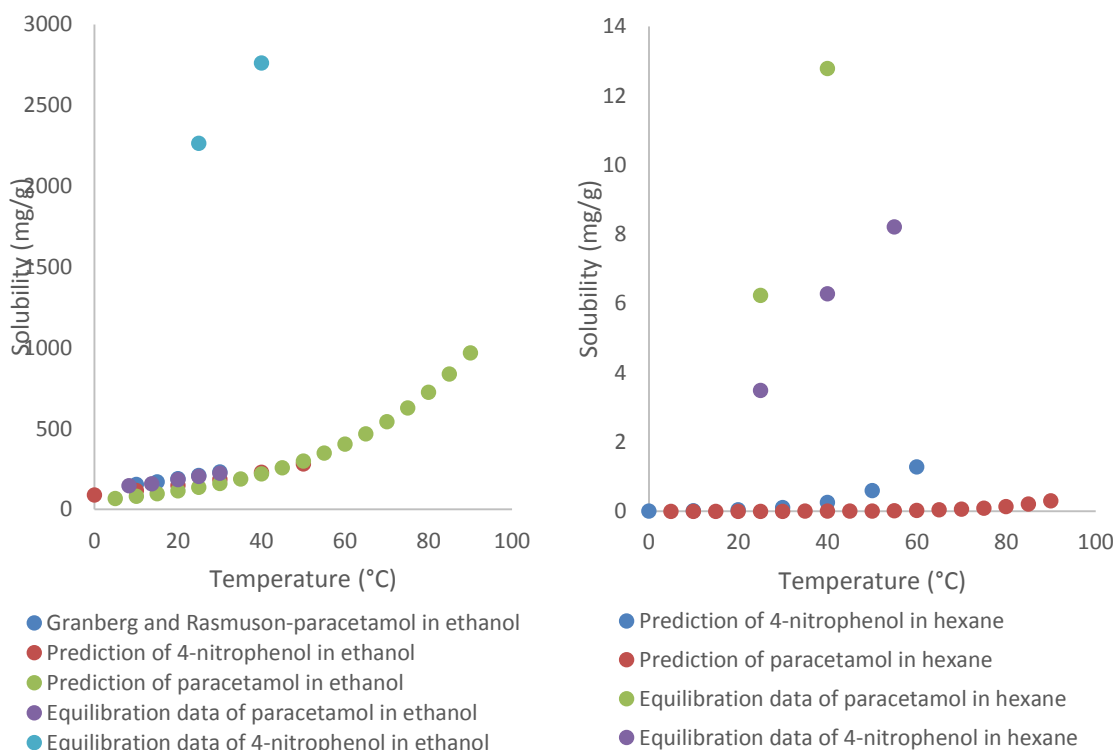 3000
2500
2000
1500
1000
500
0
Solubility (mg/g)
0 20 40 60 80 100
Temperature (°C)
Granberg and Rasmuson-paracetamol in ethanol
Prediction of 4-nitrophenol in ethanol
Prediction of paracetamol in ethanol
Equilibration data of paracetamol in ethanol
Equilibration data of 4-nitrophenol in ethanol
14
12
10
8
6
4
2
0
Solubility (mg/g)
0 20 40 60 80 100
Temperature (°C)
Prediction of 4-nitrophenol in hexane
Prediction of paracetamol in hexane
Equilibration data of paracetamol in hexane
Equilibration data of 4-nitrophenol in hexane